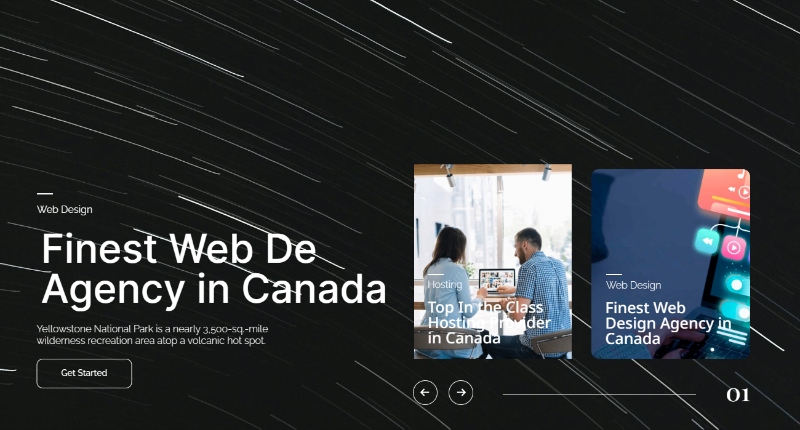 Web Design
Finest Web De
Agency in Canada
Yellowstone National Park is a nearly 3,500-sq.-mile
wilderness recreation area atop a volcanic hot spot.
Get Started
Hosting
Top In the Class
Hosting Provider
in Canada
Web Design
Finest Web
Design Agency in
Canada
01